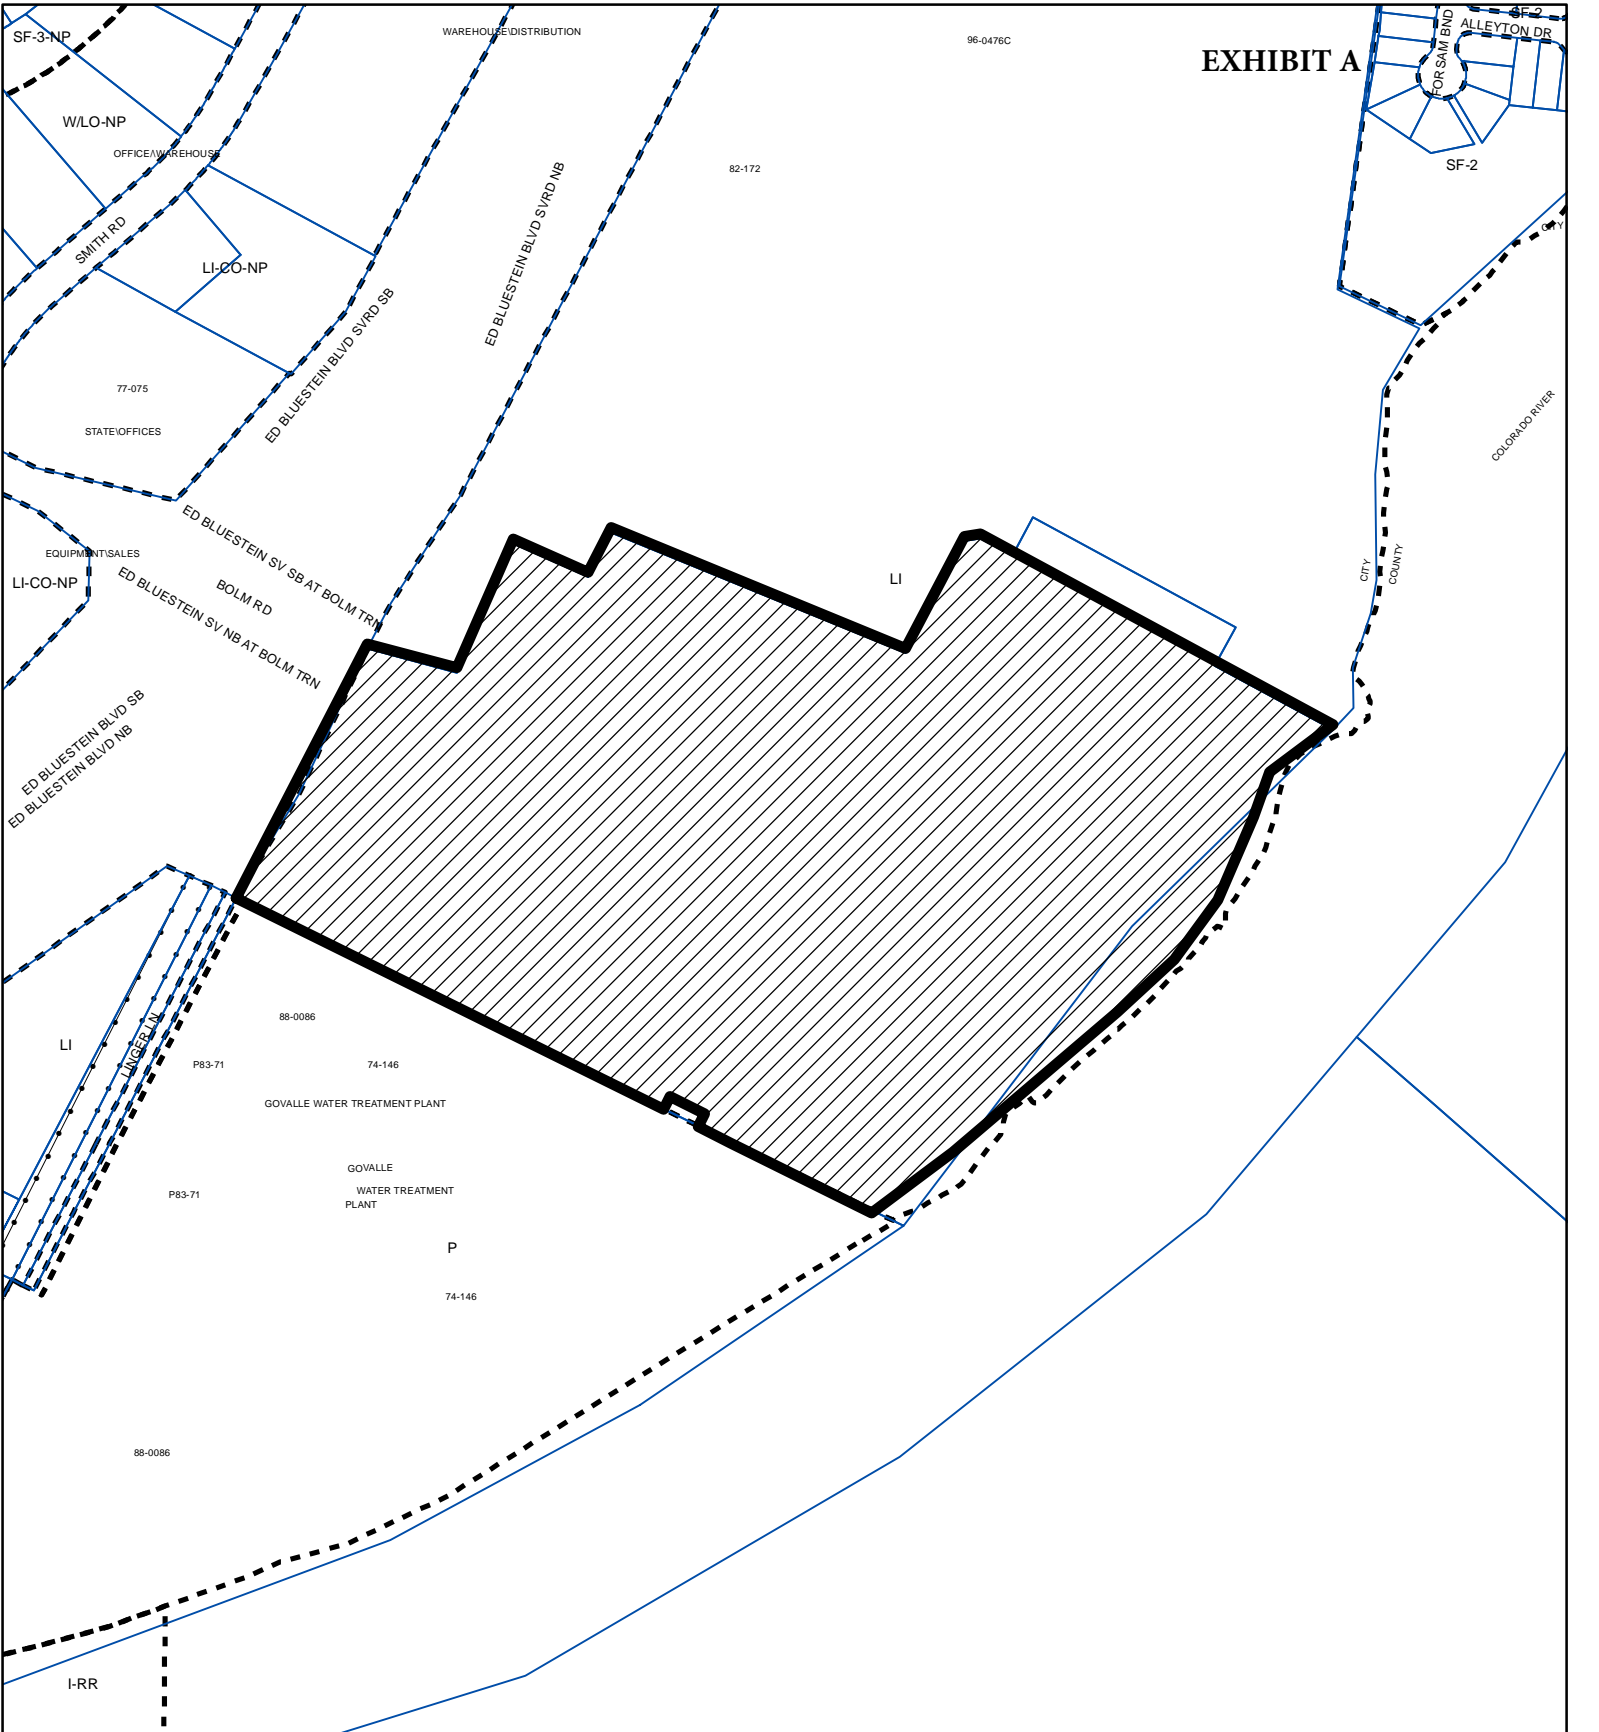 SF-3-NP
WAREHOUSE\DISTRIBUTION
96-0476C
EXHIBIT A
FOR SAM BND
SF-2
ALLEYTON DR
W/LO-NP
OFFICE/\WAREHOUSE
82-172
SF-2
SMITH RD
LI-CO-NP
ED BLUESTEIN BLVD SVRD NB
CITY
ED BLUESTEIN BLVD SVRD SB
77-075
STATE\OFFICES
COLORADO RIVER
ED BLUESTEIN SV SB AT BOLM TRN
EQUIPMENT\SALES
LI-CO-NP
BOLM RD
ED BLUESTEIN SV NB AT BOLM TRN
LI
CITY
COUNTY
ED BLUESTEIN BLVD SB
ED BLUESTEIN BLVD NB
88-0086
LI
LINGER LN
P83-71
74-146
GOVALLE WATER TREATMENT PLANT
GOVALLE
WATER TREATMENT
PLANT
P83-71
P
74-146
88-0086
I-RR